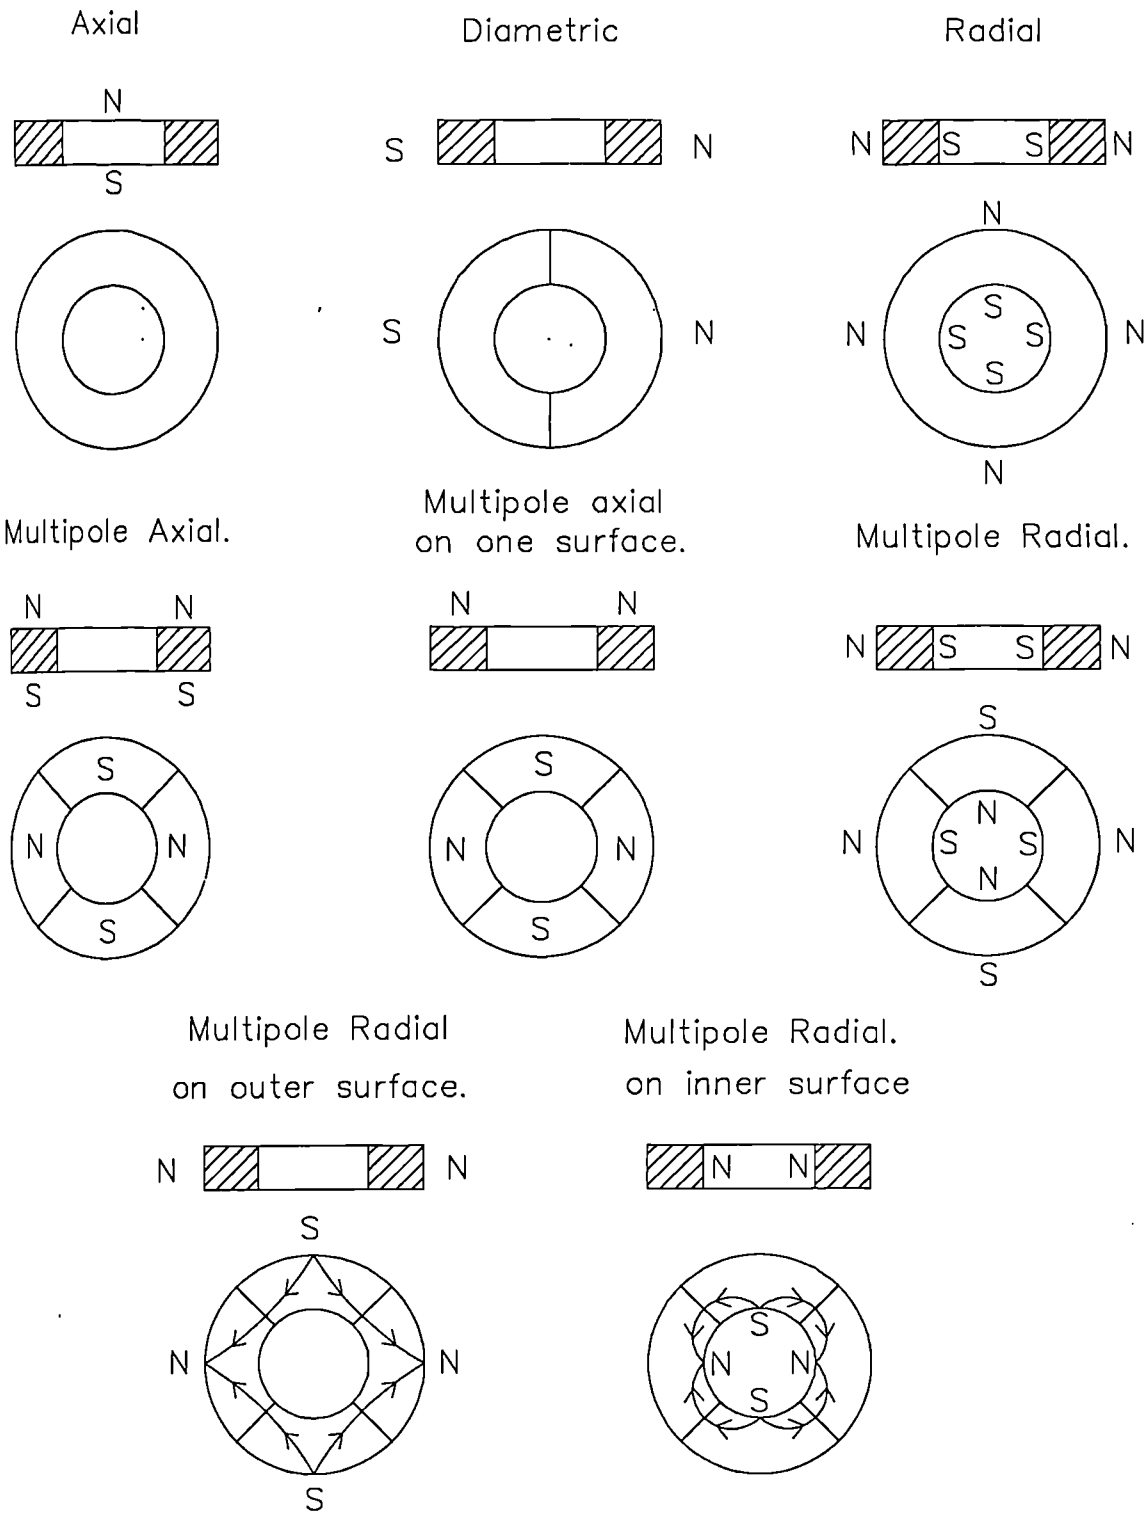 Axial
Diametric
Radial
N
S
S N
N S S N
N
S
S N
N S S N
S
N
Multipole Axial.
Multipole axial
on one surface.
Multipole Radial.
N N
S S
N N
N S S N
S
N N
S
S
N N
S
S
N
N S S N
N
S
Multipole Radial
on outer surface.
Multipole Radial.
on inner surface
N N
N N
S
N N
S
S
N N
S